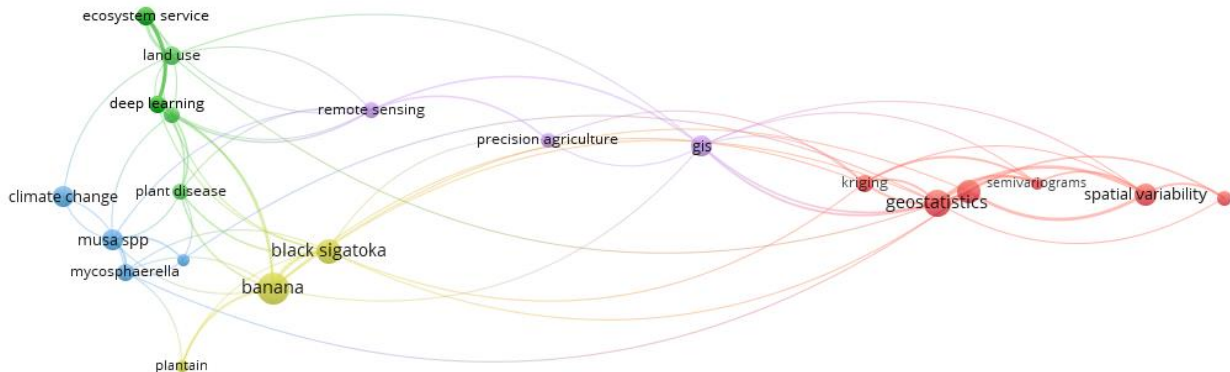 ecosystem service
land use
deep learning
remote sensing
precision agriculture
gis
climate change
plant disease
kriging
semivariograms
geostatistics
spatial variability
musa spp
black sigatoka
mycosphaerella
banana
plantain